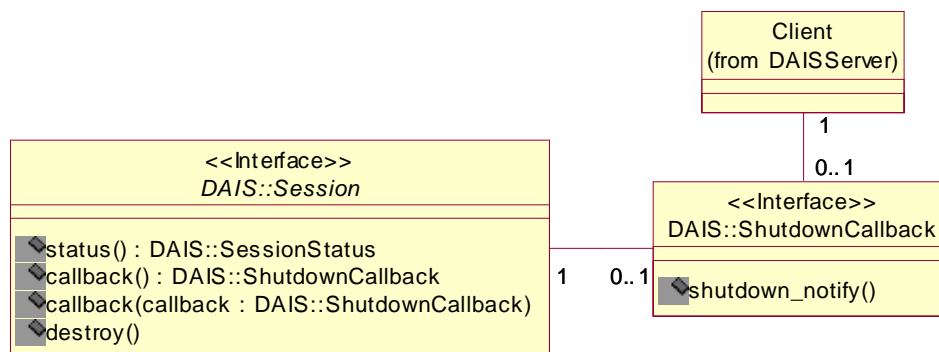 Client
(from DAISServer)
1
0..1
<<Interface>>
DAIS::Session
status() : DAIS::SessionStatus
callback() : DAIS::ShutdownCallback
callback(callback : DAIS::ShutdownCallback)
destroy()
1
0..1
<<Interface>>
DAIS::ShutdownCallback
shutdown_notify()